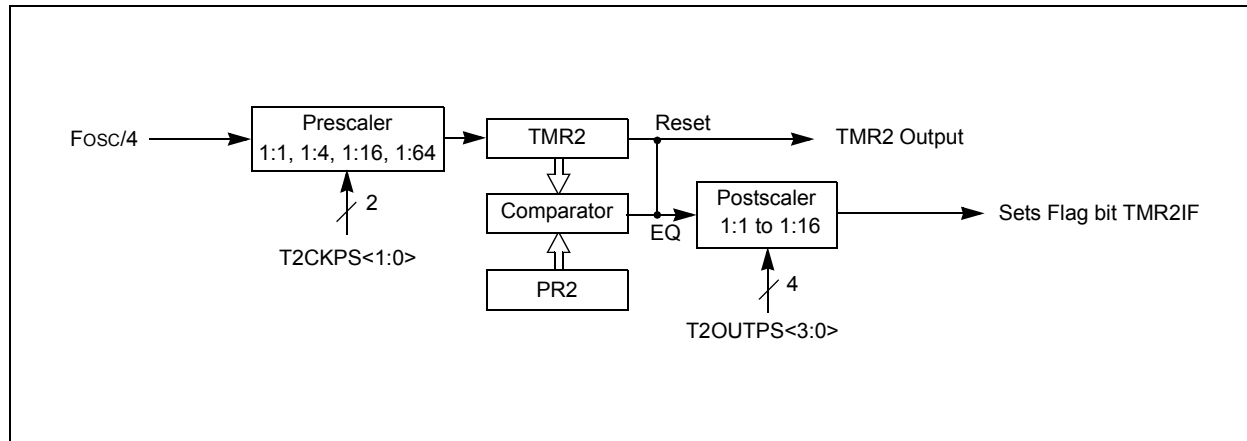 FOSC/4
Prescaler
1:1, 1:4, 1:16, 1:64
2
T2CKPS<1:0>
TMR2
Reset
TMR2 Output
Comparator
EQ
PR2
Postscaler
1:1 to 1:16
4
T2OUTPS<3:0>
Sets Flag bit TMR2IF